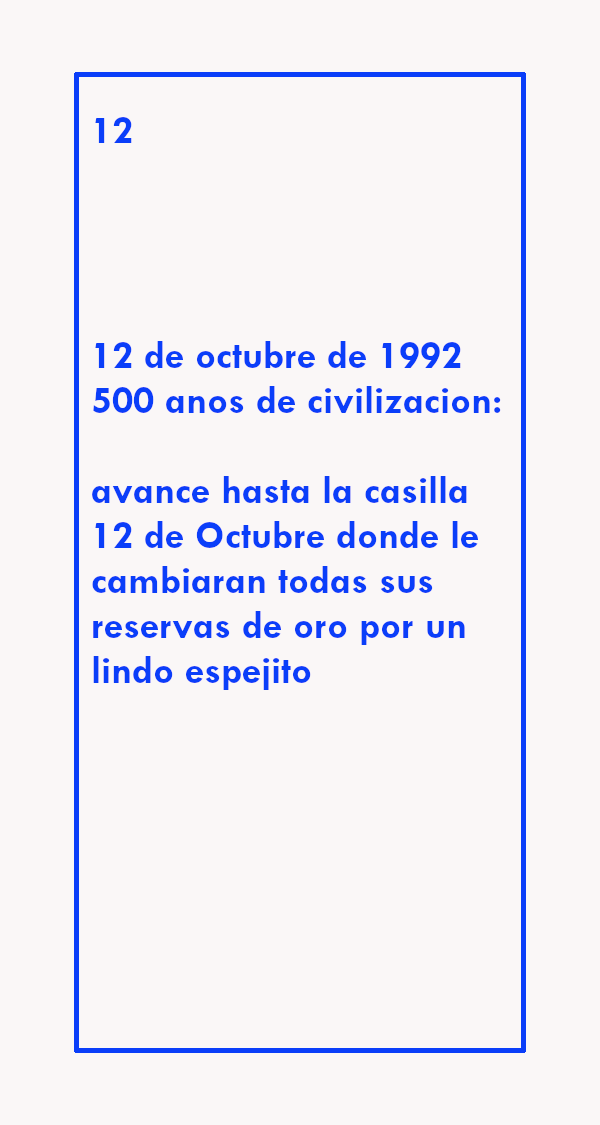 12
12 de octubre de 1992
500 anos de civilizacion:
avance hasta la casilla
12 de Octubre donde le
cambiaran todas sus
reservas de oro por un
lindo espejito